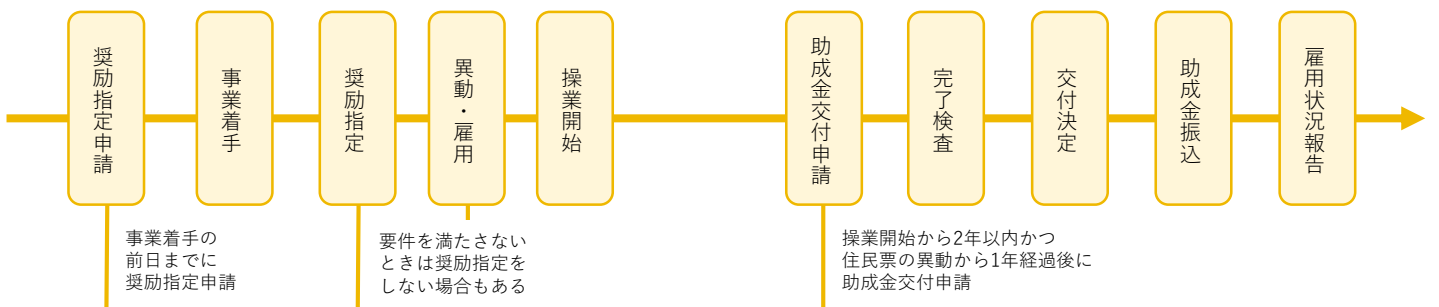 奨励指定申請
事業着手
奨励指定
異動・雇用
操業開始
助成金交付申請
完了検査
交付決定
助成金振込
雇用状況報告
事業着手の
前日までに
奨励指定申請
要件を満たさない
ときは奨励指定を
しない場合もある
操業開始から2年以内かつ
住民票の異動から1年経過後に
助成金交付申請